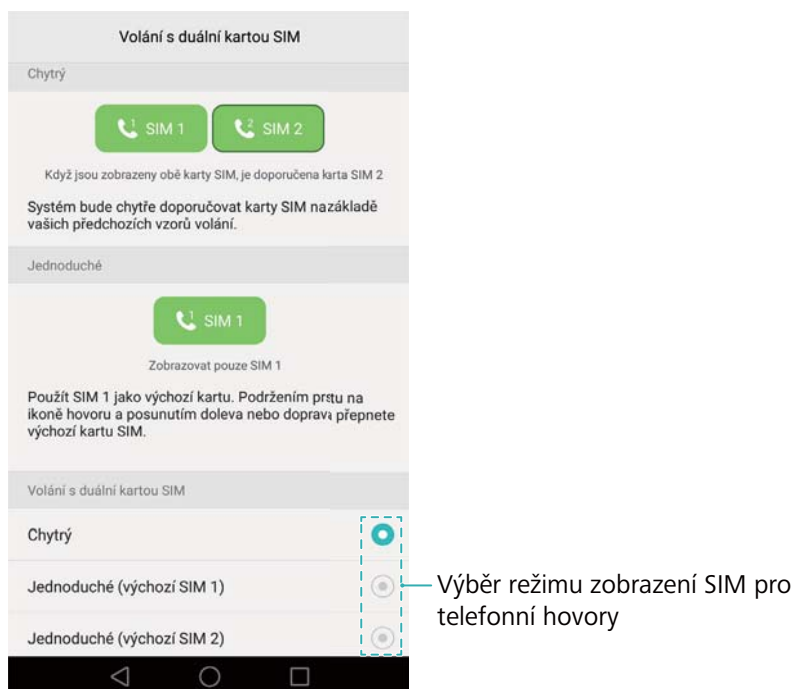 Volání s duální kartou SIM
Chytrý
1 SIM 1
2 SIM 2
Když jsou zobrazeny obě karty SIM, je doporučena karta SIM 2
Systém bude chytře doporučovat karty SIM nazákladě
vašich předchozích vzorů volání.
Jednoduché
1 SIM 1
Zobrazovat pouze SIM 1
Použít SIM 1 jako výchozí kartu. Podržením prstu na
ikoně hovoru a posunutím doleva nebo doprava přepnete
výchozí kartu SIM.
Volání s duální kartou SIM
Chytrý
Jednoduché (výchozí SIM 1)
Jednoduché (výchozí SIM 2)
Výběr režimu zobrazení SIM pro
telefonní hovory